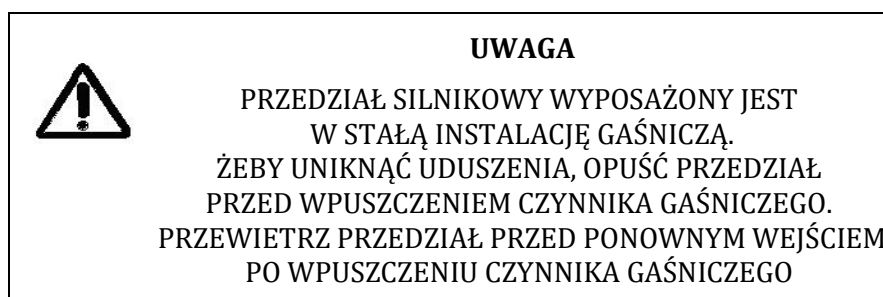 UWAGA
PRZEDZIAŁ SILNIKOWY WYPOSAŻONY JEST
W STAŁĄ INSTALACJĘ GAŚNICZĄ.
ŻEBY UNIKNĄĆ UDUSZENIA, OPUŚĆ PRZEDZIAŁ
PRZED WPUSZCZENIEM CZYNNIKA GAŚNICZEGO.
PRZEWIETRZ PRZEDZIAŁ PRZED PONOWNYM WEJŚCIEM
PO WPUSZCZENIU CZYNNIKA GAŚNICZEGO